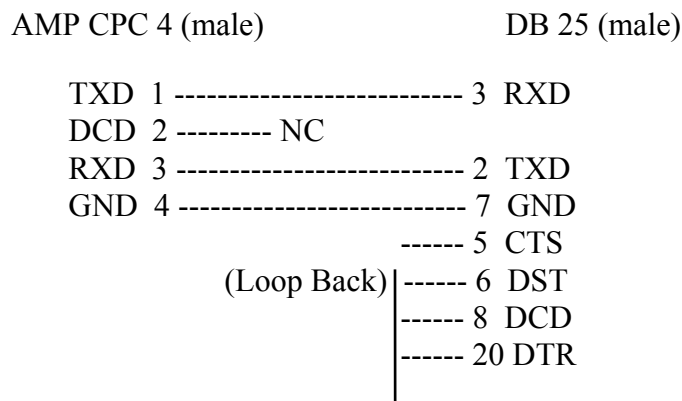 AMP CPC 4 (male) DB 25 (male)
TXD 1 --------------------------- 3 RXD
DCD 2 --------- NC
RXD 3 --------------------------- 2 TXD
GND 4 --------------------------- 7 GND
------ 5 CTS
(Loop Back) ------ 6 DST
------ 8 DCD
------ 20 DTR